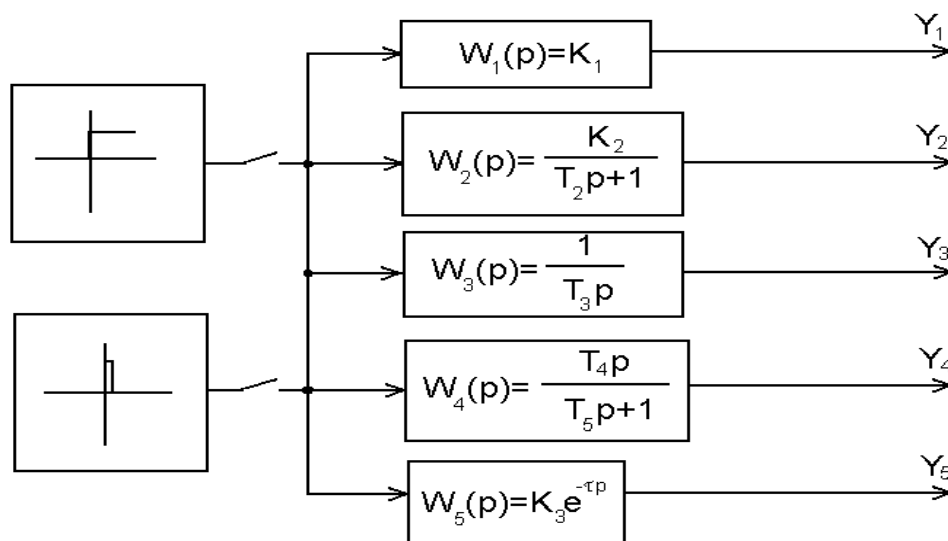 W₁(p)=K₁
Y₁
W₂(p)=K₂/(T₂p+1)
Y₂
W₃(p)=1/(T₃p)
Y₃
W₄(p)=T₄p/(T₅p+1)
Y₄
W₅(p)=K₃e^(-τp)
Y₅